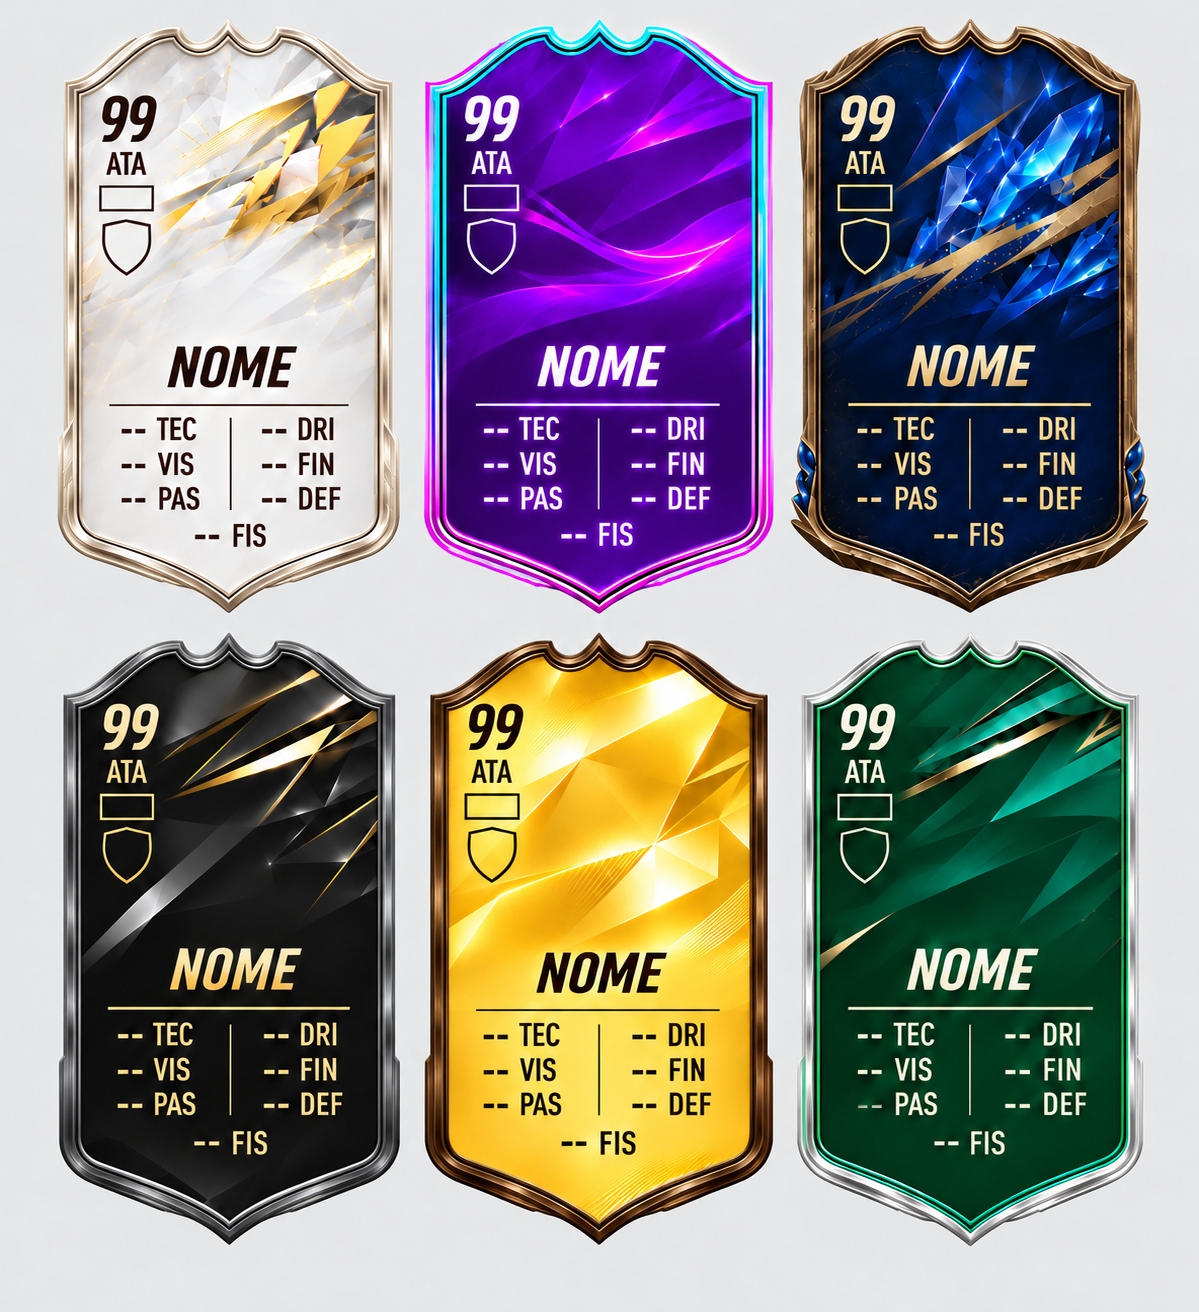 99
ATA
NOME
-- TEC -- DRI
-- VIS -- FIN
-- PAS -- DEF
-- FIS
99
ATA
NOME
-- TEC -- DRI
-- VIS -- FIN
-- PAS -- DEF
-- FIS
99
ATA
NOME
-- TEC -- DRI
-- VIS -- FIN
-- PAS -- DEF
-- FIS
99
ATA
NOME
-- TEC -- DRI
-- VIS -- FIN
-- PAS -- DEF
-- FIS
99
ATA
NOME
-- TEC -- DRI
-- VIS -- FIN
-- PAS -- DEF
-- FIS
99
ATA
NOME
-- TEC -- DRI
-- VIS -- FIN
-- PAS -- DEF
-- FIS